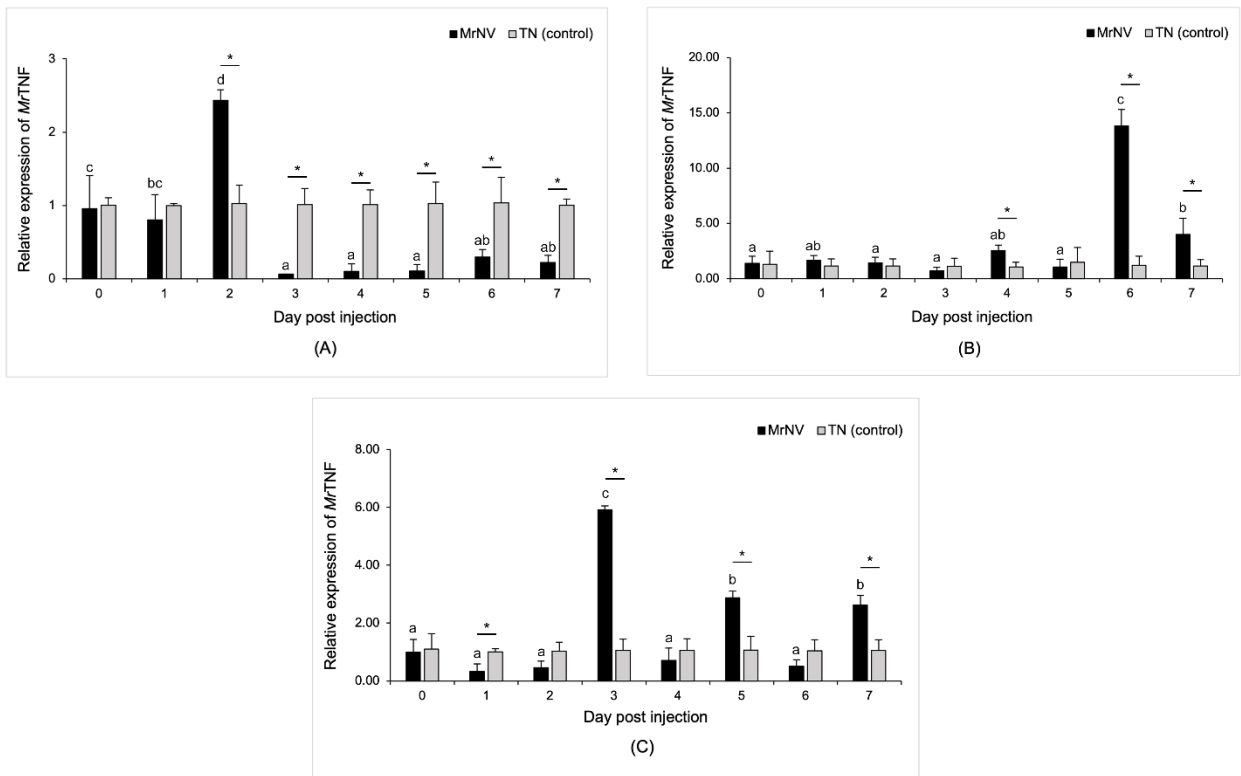 MrNV TN (control)
Relative expression of MrTNF
3
2
1
0
c
bc
d
*
a
*
a
*
a
*
ab
*
ab
*
0 1 2 3 4 5 6 7
Day post injection
(A)
MrNV TN (control)
Relative expression of MrTNF
20.00
15.00
10.00
5.00
0.00
a
ab
a
a
ab
*
a
c
*
b
*
0 1 2 3 4 5 6 7
Day post injection
(B)
MrNV TN (control)
Relative expression of MrTNF
8.00
6.00
4.00
2.00
0.00
a
a
*
a
c
*
a
b
*
a
b
*
0 1 2 3 4 5 6 7
Day post injection
(C)